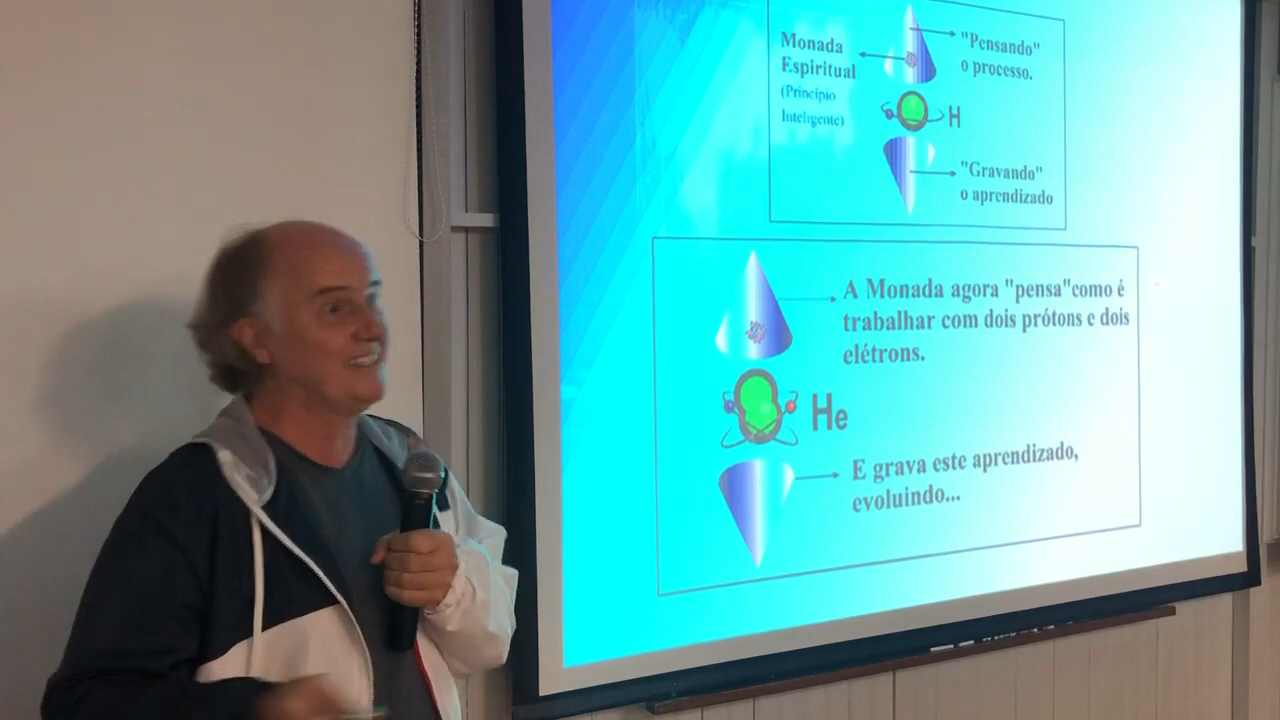 Monada
Espiritual
(Princípio
Inteligente)
"Pensando"
o processo.
H
"Gravando"
o aprendizado
A Monada agora "pensa"como é
trabalhar com dois prótons e dois
elétrons.
He
E grava este aprendizado,
evoluindo...